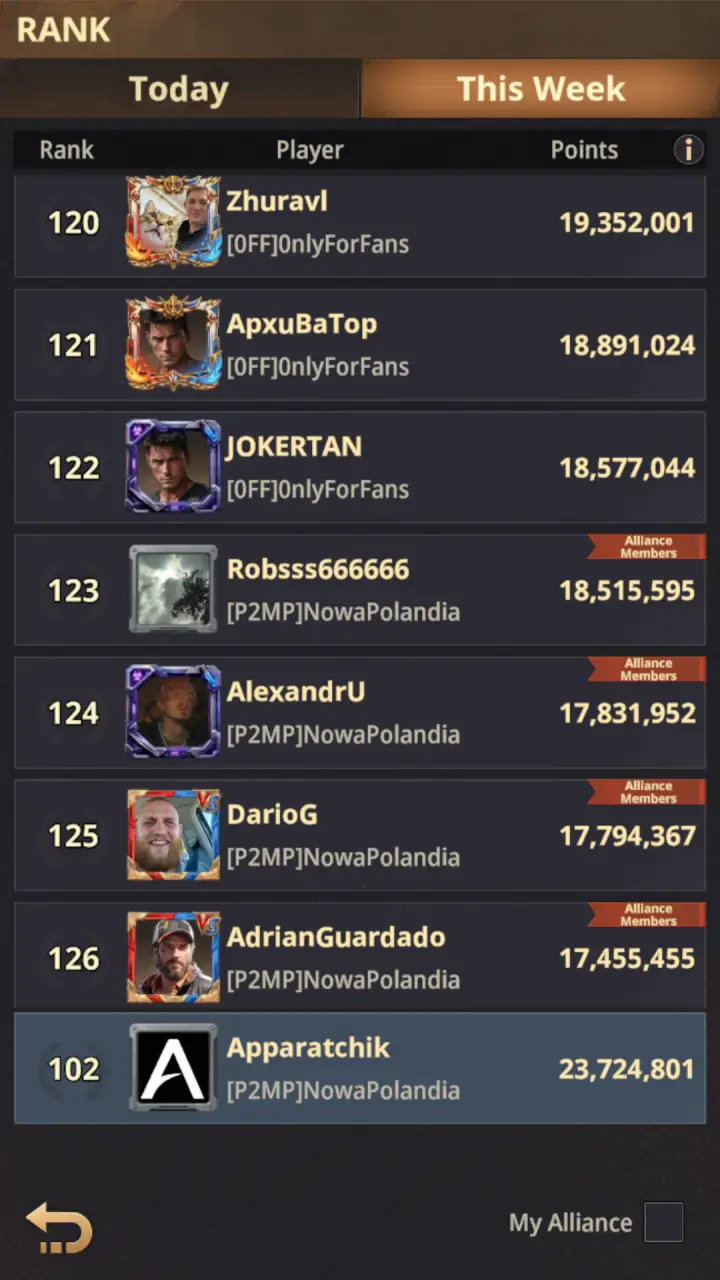 RANK
Today
This Week
Rank Player Points i
120 Zhuravl 19,352,001
[0FF]0nlyForFans
121 ApxuBaTop 18,891,024
[0FF]0nlyForFans
122 JOKERTAN 18,577,044
[0FF]0nlyForFans
Alliance
Members
123 Robsss666666 18,515,595
[P2MP]NowaPolandia
Alliance
Members
124 AlexandrU 17,831,952
[P2MP]NowaPolandia
Alliance
Members
125 DarioG 17,794,367
[P2MP]NowaPolandia
Alliance
Members
126 AdrianGuardado 17,455,455
[P2MP]NowaPolandia
102 Apparatchik 23,724,801
[P2MP]NowaPolandia
My Alliance